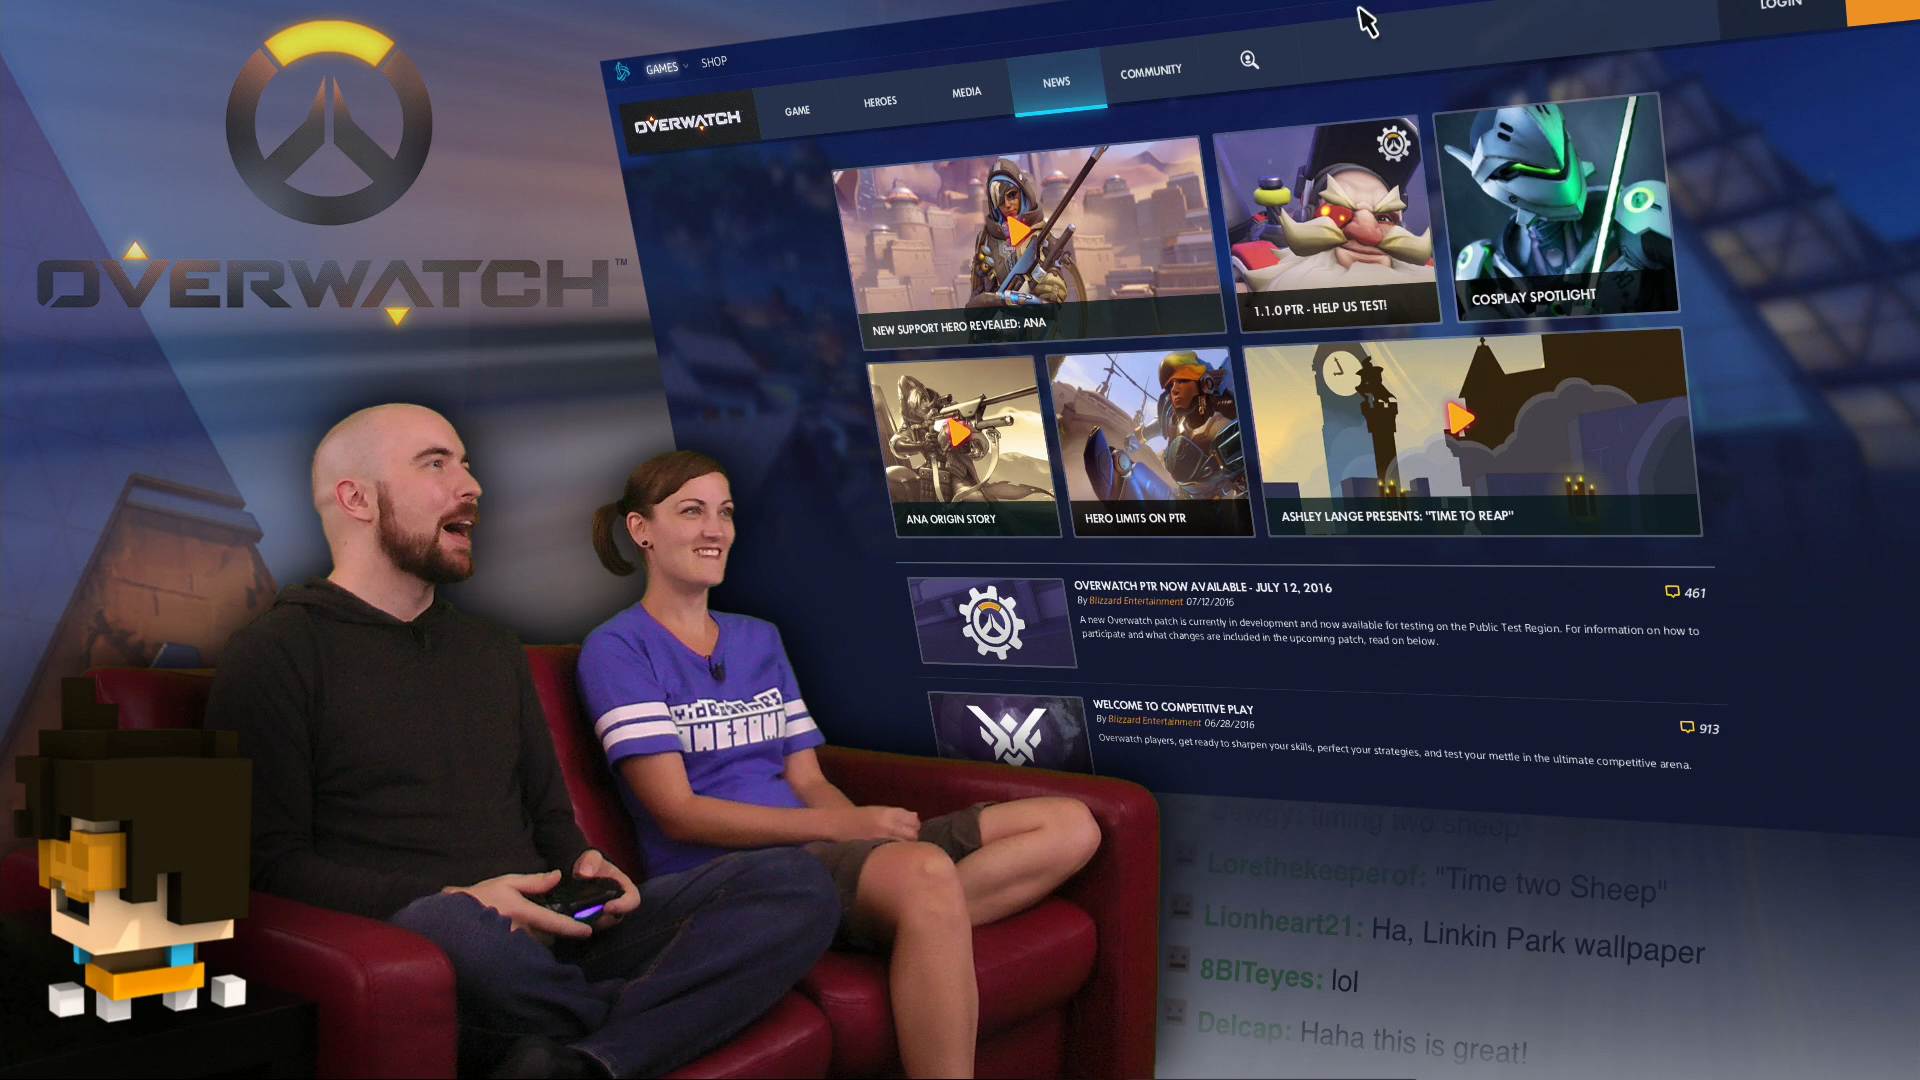 OVERWATCH™
GAMES SHOP
LOGIN
OVERWATCH GAME HEROES MEDIA NEWS COMMUNITY
NEW SUPPORT HERO REVEALED: ANA
1.1.0 PTR - HELP US TEST!
COSPLAY SPOTLIGHT
ANA ORIGIN STORY
HERO LIMITS ON PTR
ASHLEY LANGE PRESENTS: "TIME TO REAP"
OVERWATCH PTR NOW AVAILABLE - JULY 12, 2016
461
By Blizzard Entertainment 07/12/2016
A new Overwatch patch is currently in development and now available for testing on the Public Test Region. For information on how to
participate and what changes are included in the upcoming patch, read on below.
WELCOME TO COMPETITIVE PLAY
913
By Blizzard Entertainment 06/28/2016
Overwatch players, get ready to sharpen your skills, perfect your strategies, and test your mettle in the ultimate competitive arena.
VIDEOGAMES
AWESOME!
timing two sheep
Lorethekeeperof: "Time two Sheep"
Lionheart21: Ha, Linkin Park wallpaper
8BITeyes: lol
Delcap: Haha this is great!